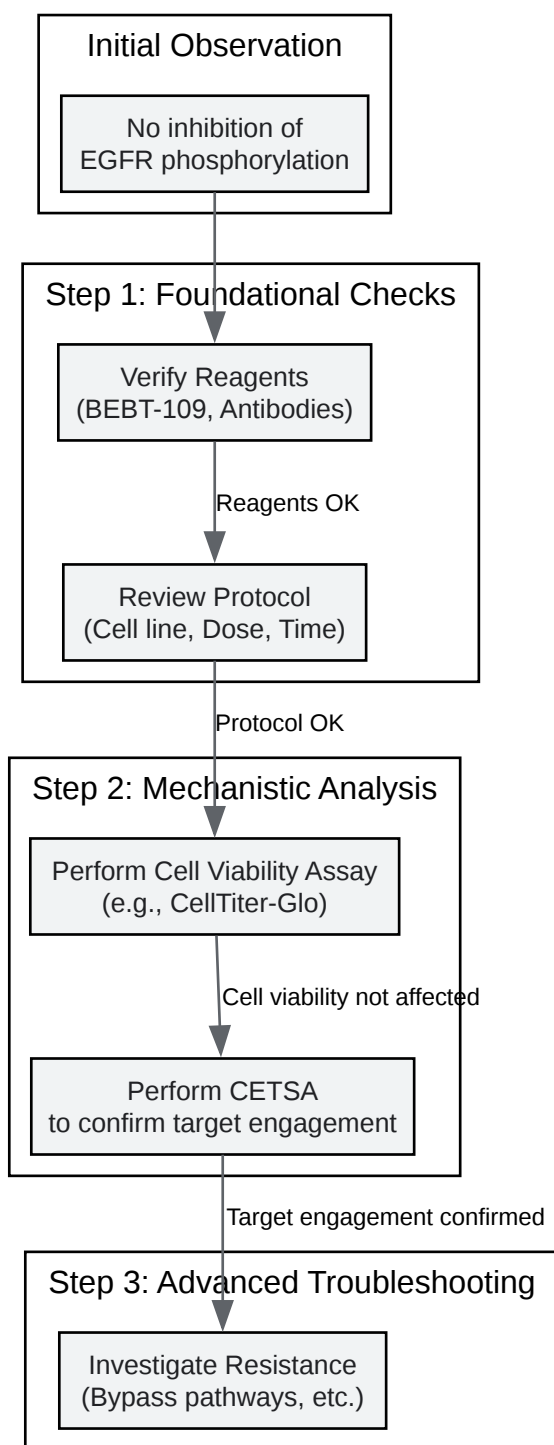 Initial Observation
No inhibition of
EGFR phosphorylation
Step 1: Foundational Checks
Verify Reagents
(BEBT-109, Antibodies)
Reagents OK
Review Protocol
(Cell line, Dose, Time)
Protocol OK
Step 2: Mechanistic Analysis
Perform Cell Viability Assay
(e.g., CellTiter-Glo)
Cell viability not affected
Perform CETSA
to confirm target engagement
Target engagement confirmed
Step 3: Advanced Troubleshooting
Investigate Resistance
(Bypass pathways, etc.)